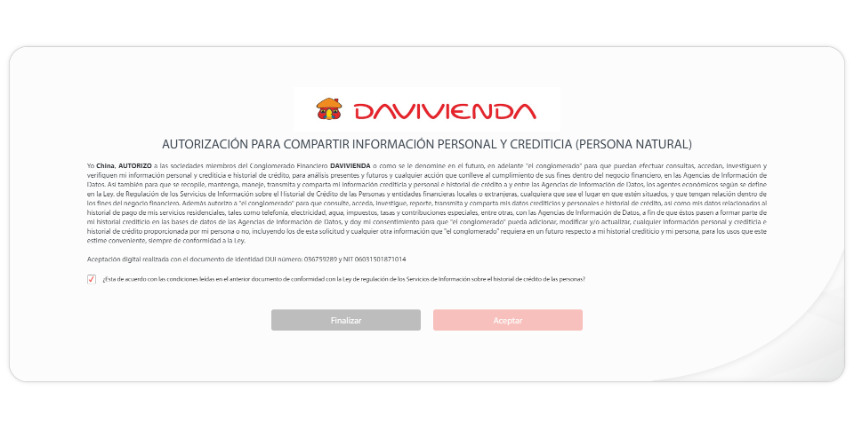 DAVIVIENDA
AUTORIZACIÓN PARA COMPARTIR INFORMACIÓN PERSONAL Y CREDITICIA (PERSONA NATURAL)
Yo China, AUTORIZO a las sociedades miembros del Conglomerado Financiero DAVIVIENDA o como se le denomine en el futuro, en adelante "el conglomerado" para que puedan efectuar consultas, accedan, investiguen y
verifiquen mi información personal y crediticia e historial de crédito, para análisis presentes y futuros y cualquier acción que conlleve al cumplimiento de sus fines dentro del negocio financiero, en las Agencias de Información de
Datos. Así también para que se recopile, mantenga, maneje, transmita y comparta mi información crediticia y personal e historial de crédito a y entre las Agencias de Información de Datos, los agentes económicos según se define
en la Ley. de Regulación de los Servicios de Información sobre el Historial de Crédito de las Personas y entidades financieras locales o extranjeras, cualquiera que sea el lugar en que estén situados, y que tengan relación dentro de
los fines del negocio financiero. Además autorizo a "el conglomerado" para que consulte, acceda, investigue, reporte, transmita y comparta mis datos crediticios y personales e historial de crédito, así como mis datos relacionados al
historial de pago de mis servicios residenciales, tales como telefonía, electricidad, agua, impuestos, tasas y contribuciones especiales, entre otras, con las Agencias de Información de Datos, a fin de que éstos pasen a formar parte de
mi historial crediticio en las bases de datos de las Agencias de Información de Datos, y doy mi consentimiento para que "el conglomerado" pueda adicionar, modificar y/o actualizar, cualquier información personal y crediticia e
historial de crédito proporcionada por mi persona o no, incluyendo los de esta solicitud y cualquier otra información que "el conglomerado" requiera en un futuro respecto a mi historial crediticio y mi persona, para los usos que este
estime conveniente, siempre de conformidad a la Ley.
Aceptación digital realizada con el documento de identidad DUI número: 036759289 y NIT 06031501871014
¿Esta de acuerdo con las condiciones leídas en el anterior documento de conformidad con la Ley de regulación de los Servicios de Información sobre el historial de crédito de las personas?
Finalizar
Aceptar